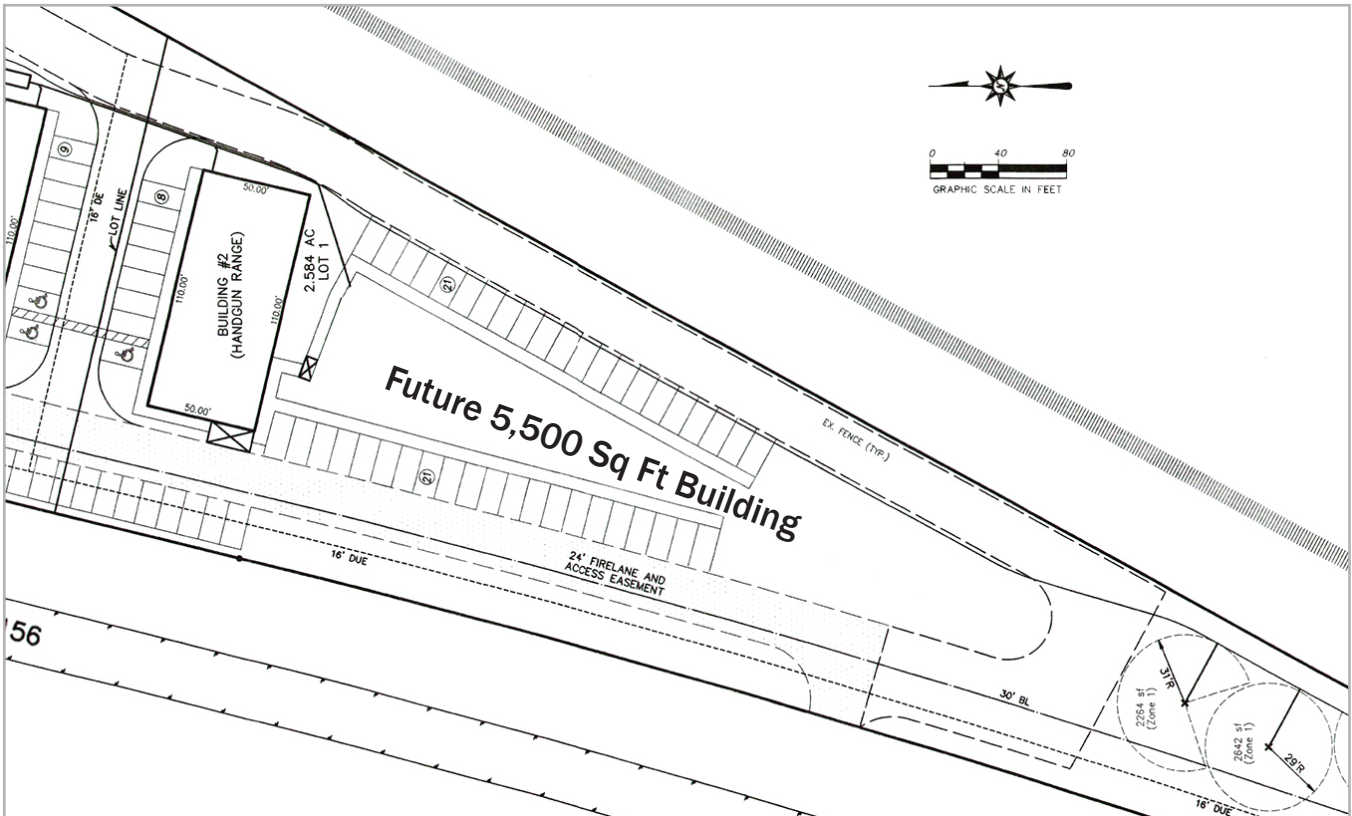 N
0 40 80
GRAPHIC SCALE IN FEET
9
16' DE
LOT LINE
110.00'
8
50.00'
110.00'
BUILDING #2
(HANDGUN RANGE)
110.00'
50.00'
2.584 AC
LOT 1
21
Future 5,500 Sq Ft Building
21
EX. FENCE (TYP.)
16' DUE
24' FIRELANE AND
ACCESS EASEMENT
156
30' BL
31'R
2264 sf
(Zone 1)
2642 sf
(Zone 1)
29'R
16' DUE